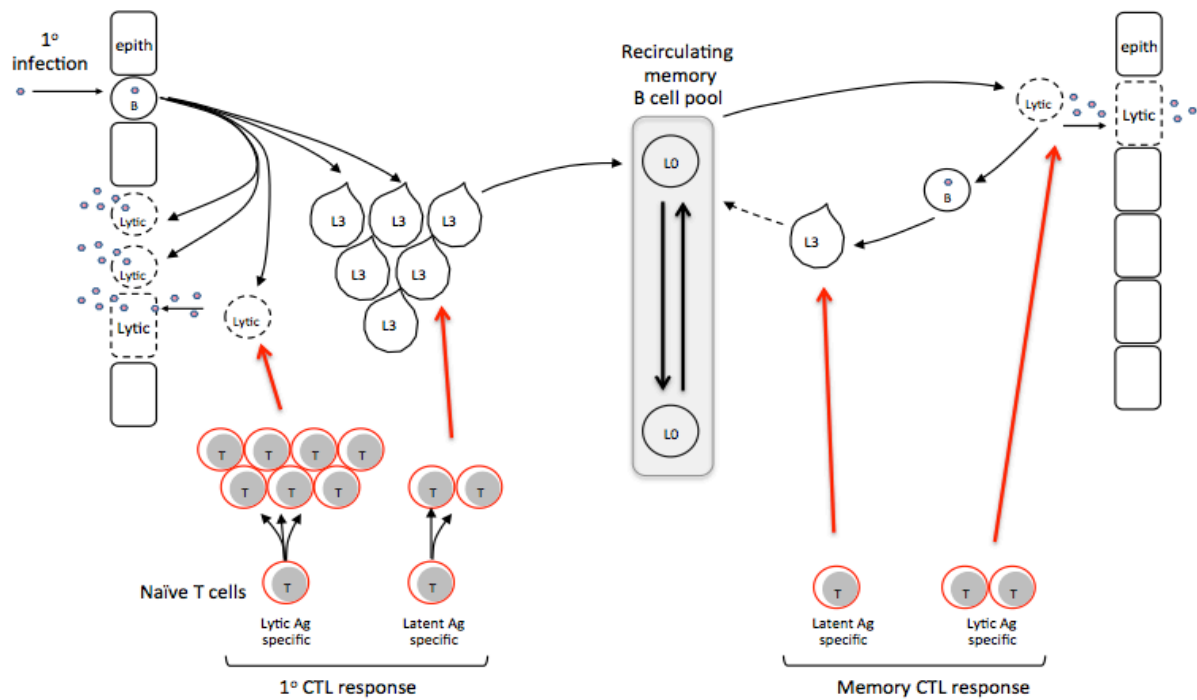 1º
infection
epith
B
Lytic
Lytic
Lytic
Lytic
L3
L3
L3
L3
L3
L3
Recirculating
memory
B cell pool
L0
L0
Lytic
B
L3
epith
Lytic
T
T
T
T
T
T
T
T
T
Naïve T cells
T
T
T
T
T
Lytic Ag
specific
Latent Ag
specific
Latent Ag
specific
Lytic Ag
specific
1º CTL response
Memory CTL response